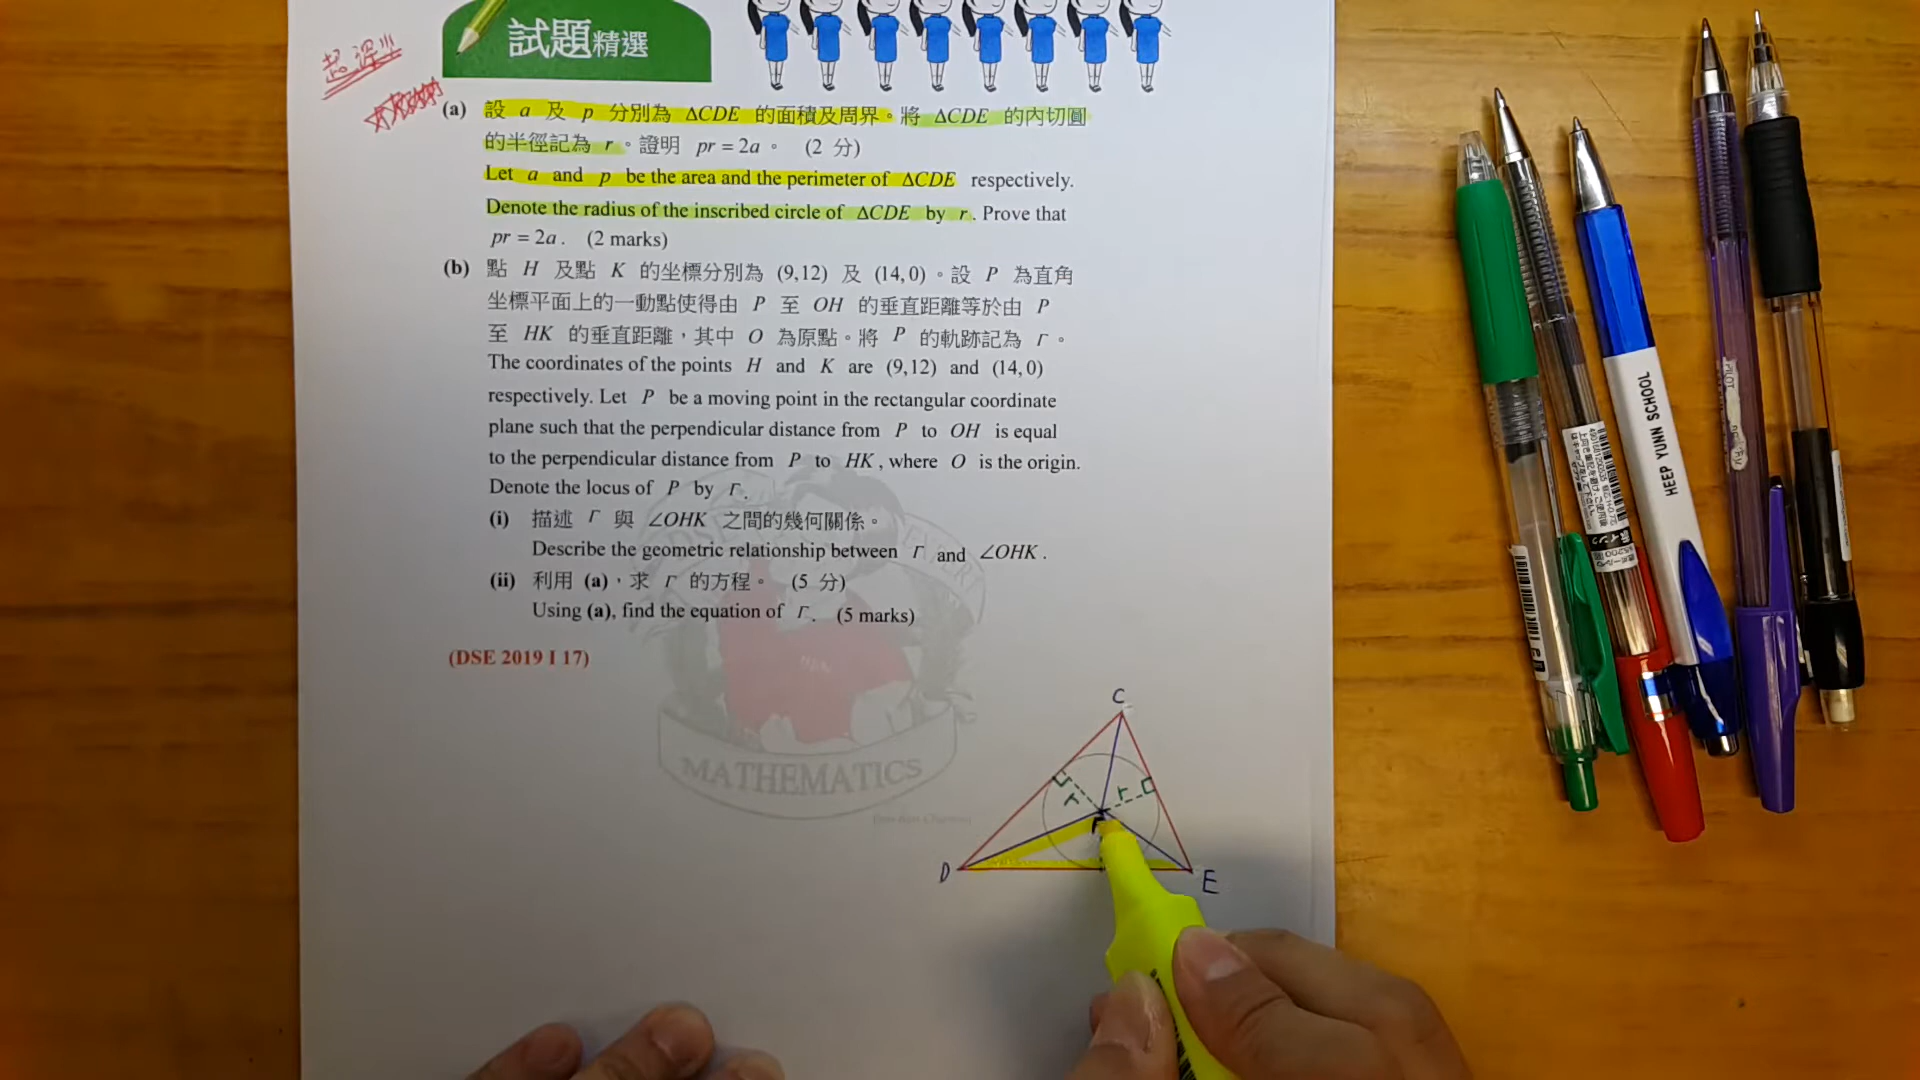 試題精選
(a) 設 a 及 p 分別為 ΔCDE 的面積及周界。將 ΔCDE 的內切圓
的半徑記為 r。證明 pr = 2a。 (2 分)
Let a and p be the area and the perimeter of ΔCDE respectively.
Denote the radius of the inscribed circle of ΔCDE by r. Prove that
pr = 2a. (2 marks)
(b) 點 H 及點 K 的坐標分別為 (9,12) 及 (14,0)。設 P 為直角
坐標平面上的一動點使得由 P 至 OH 的垂直距離等於由 P
至 HK 的垂直距離,其中 O 為原點。將 P 的軌跡記為 Γ。
The coordinates of the points H and K are (9,12) and (14,0)
respectively. Let P be a moving point in the rectangular coordinate
plane such that the perpendicular distance from P to OH is equal
to the perpendicular distance from P to HK, where O is the origin.
Denote the locus of P by Γ.
(i) 描述 Γ 與 ∠OHK 之間的幾何關係。
Describe the geometric relationship between Γ and ∠OHK.
(ii) 利用 (a),求 Γ 的方程。 (5 分)
Using (a), find the equation of Γ. (5 marks)
(DSE 2019 I 17)
MATHEMATICS
C
r r
F
D E
HEEP YUNN SCHOOL
PILOT